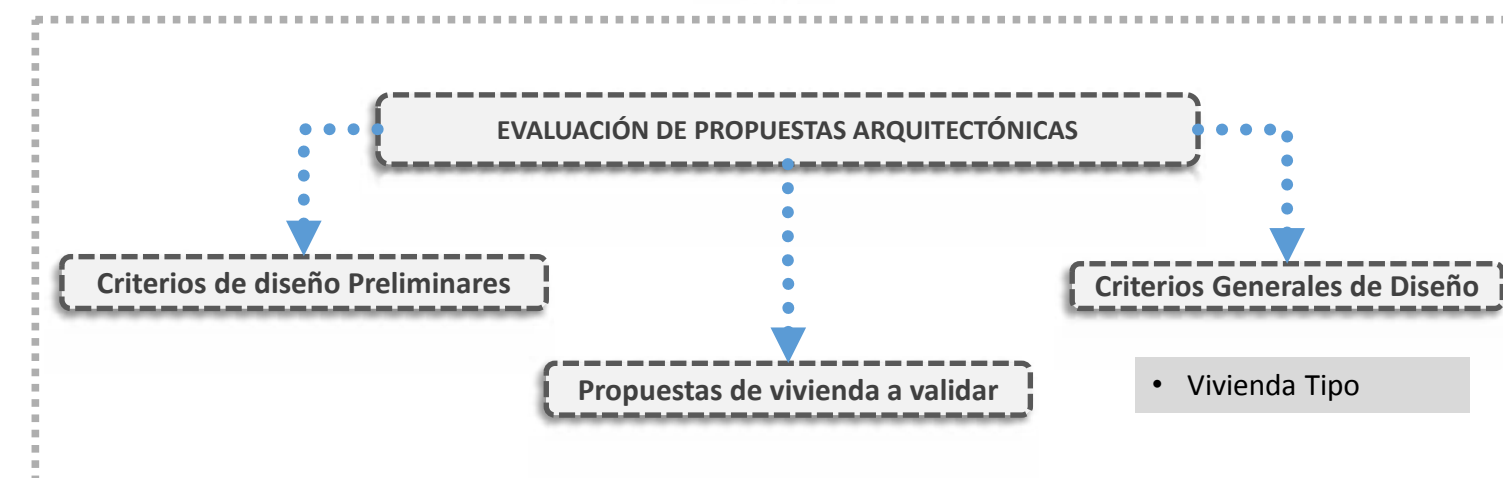 EVALUACIÓN DE PROPUESTAS ARQUITECTÓNICAS
Criterios de diseño Preliminares
Criterios Generales de Diseño
Propuestas de vivienda a validar
• Vivienda Tipo